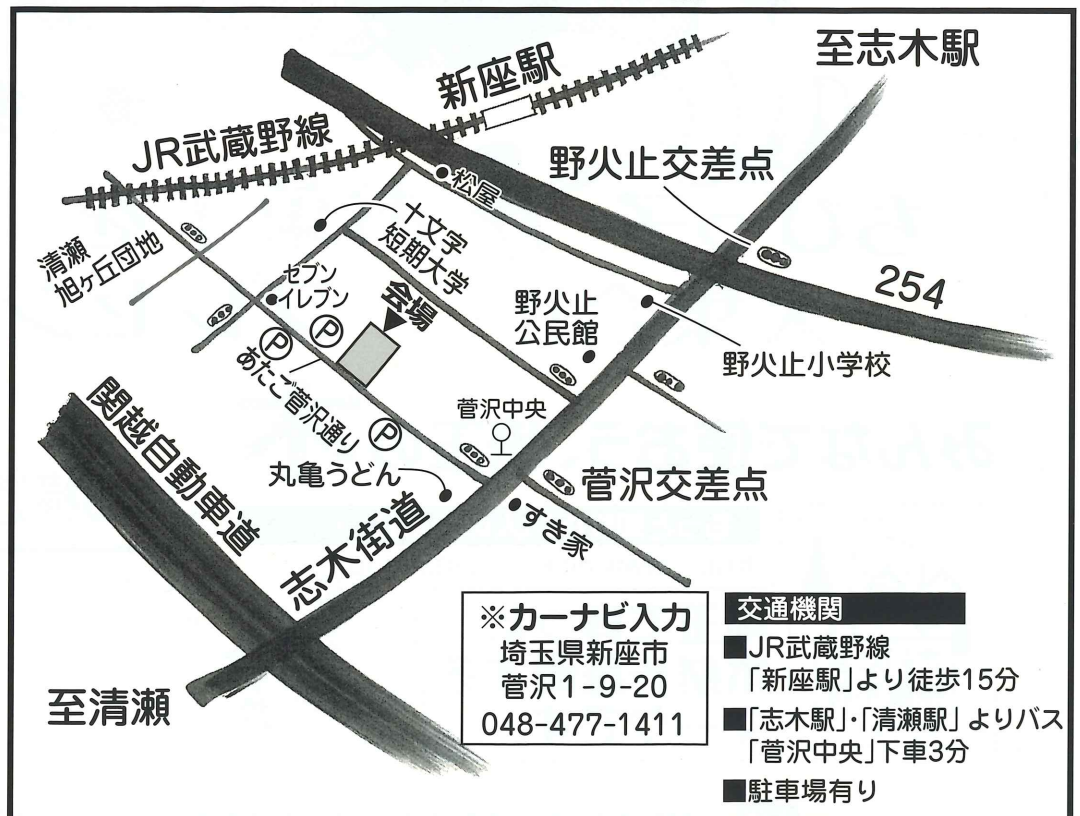 至志木駅
新座駅
JR武蔵野線
松屋
野火止交差点
十文字
短期大学
清瀬
旭ヶ丘団地
セブン
イレブン
会場
野火止
公民館
254
野火止小学校
P
P
あたご菅沢通り
P
菅沢中央
関越自動車道
丸亀うどん
菅沢交差点
すき家
志木街道
至清瀬
※カーナビ入力
埼玉県新座市
菅沢1-9-20
048-477-1411
交通機関
■JR武蔵野線
「新座駅」より徒歩15分
■「志木駅」・「清瀬駅」よりバス
「菅沢中央」下車3分
■駐車場有り